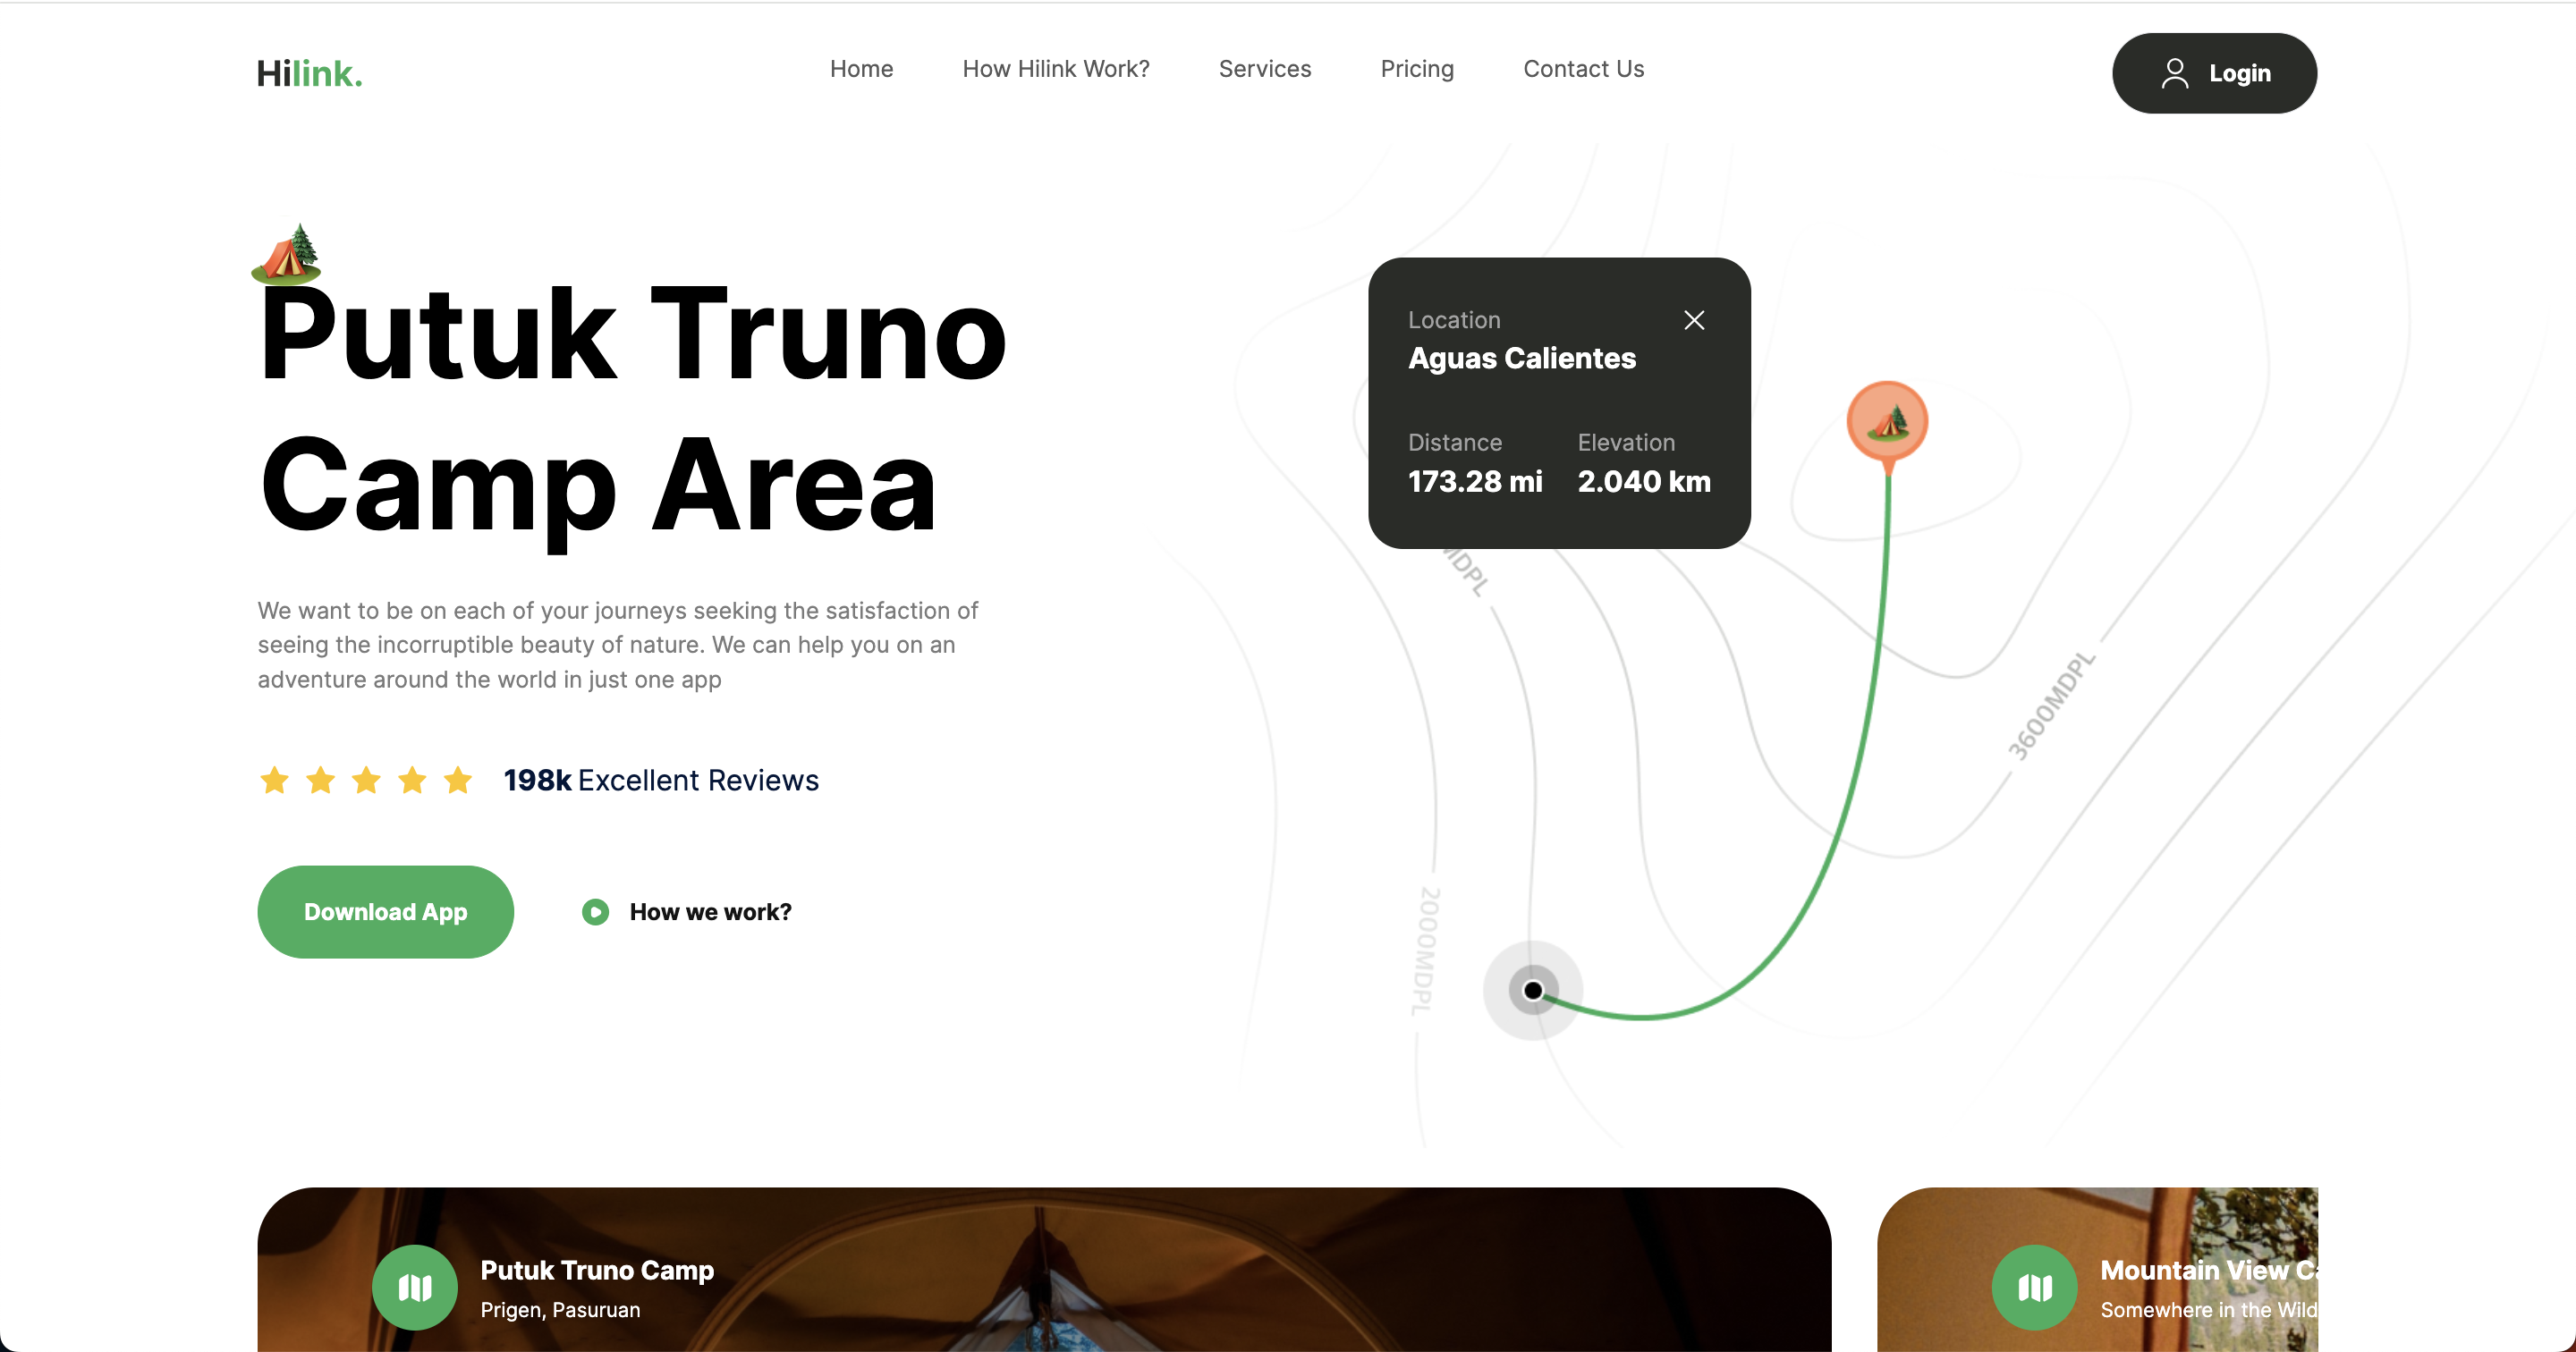 Hilink.
Home
How Hilink Work?
Services
Pricing
Contact Us
Login
Putuk Truno
Camp Area
We want to be on each of your journeys seeking the satisfaction of
seeing the incorruptible beauty of nature. We can help you on an
adventure around the world in just one app
198k Excellent Reviews
Download App
How we work?
Location
Aguas Calientes
Distance
Elevation
173.28 mi
2.040 km
MDPL
3600MDPL
2000MDPL
Putuk Truno Camp
Prigen, Pasuruan
Mountain View
Somewhere in the Wild